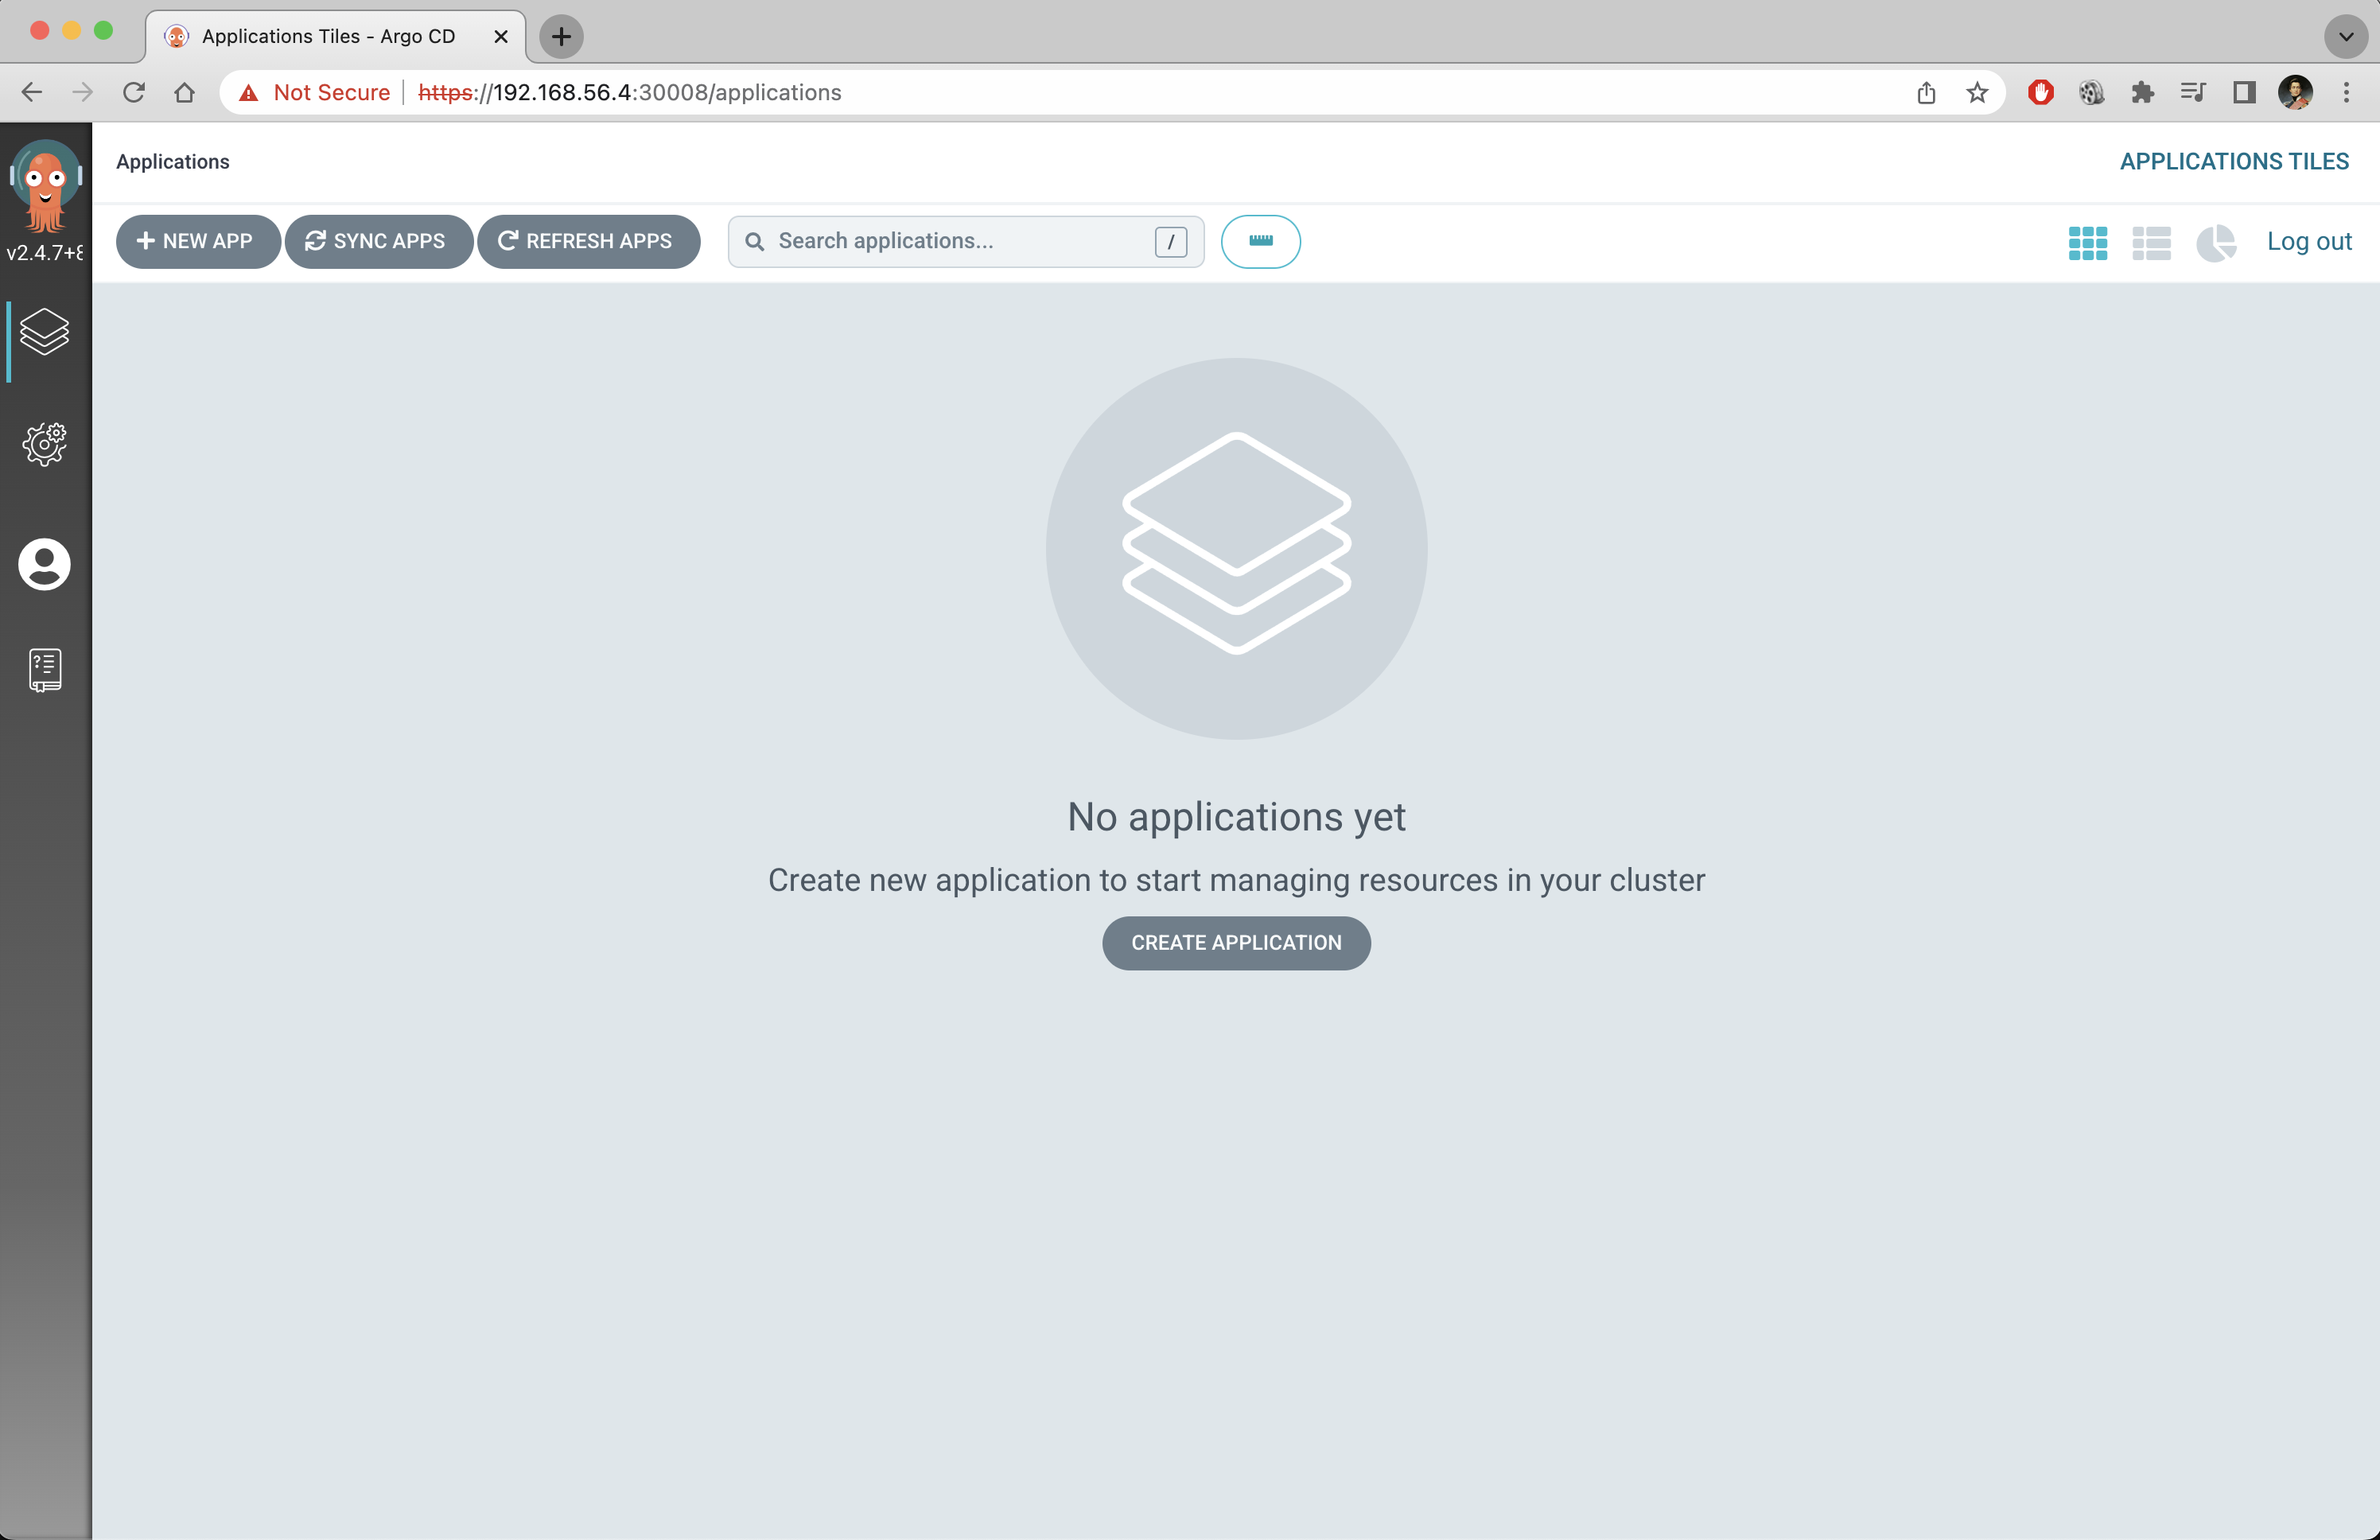 Applications Tiles - Argo CD
Not Secure https://192.168.56.4:30008/applications
v2.4.7+8
Applications
APPLICATIONS TILES
NEW APP
SYNC APPS
REFRESH APPS
Search applications...
/
Log out
No applications yet
Create new application to start managing resources in your cluster
CREATE APPLICATION